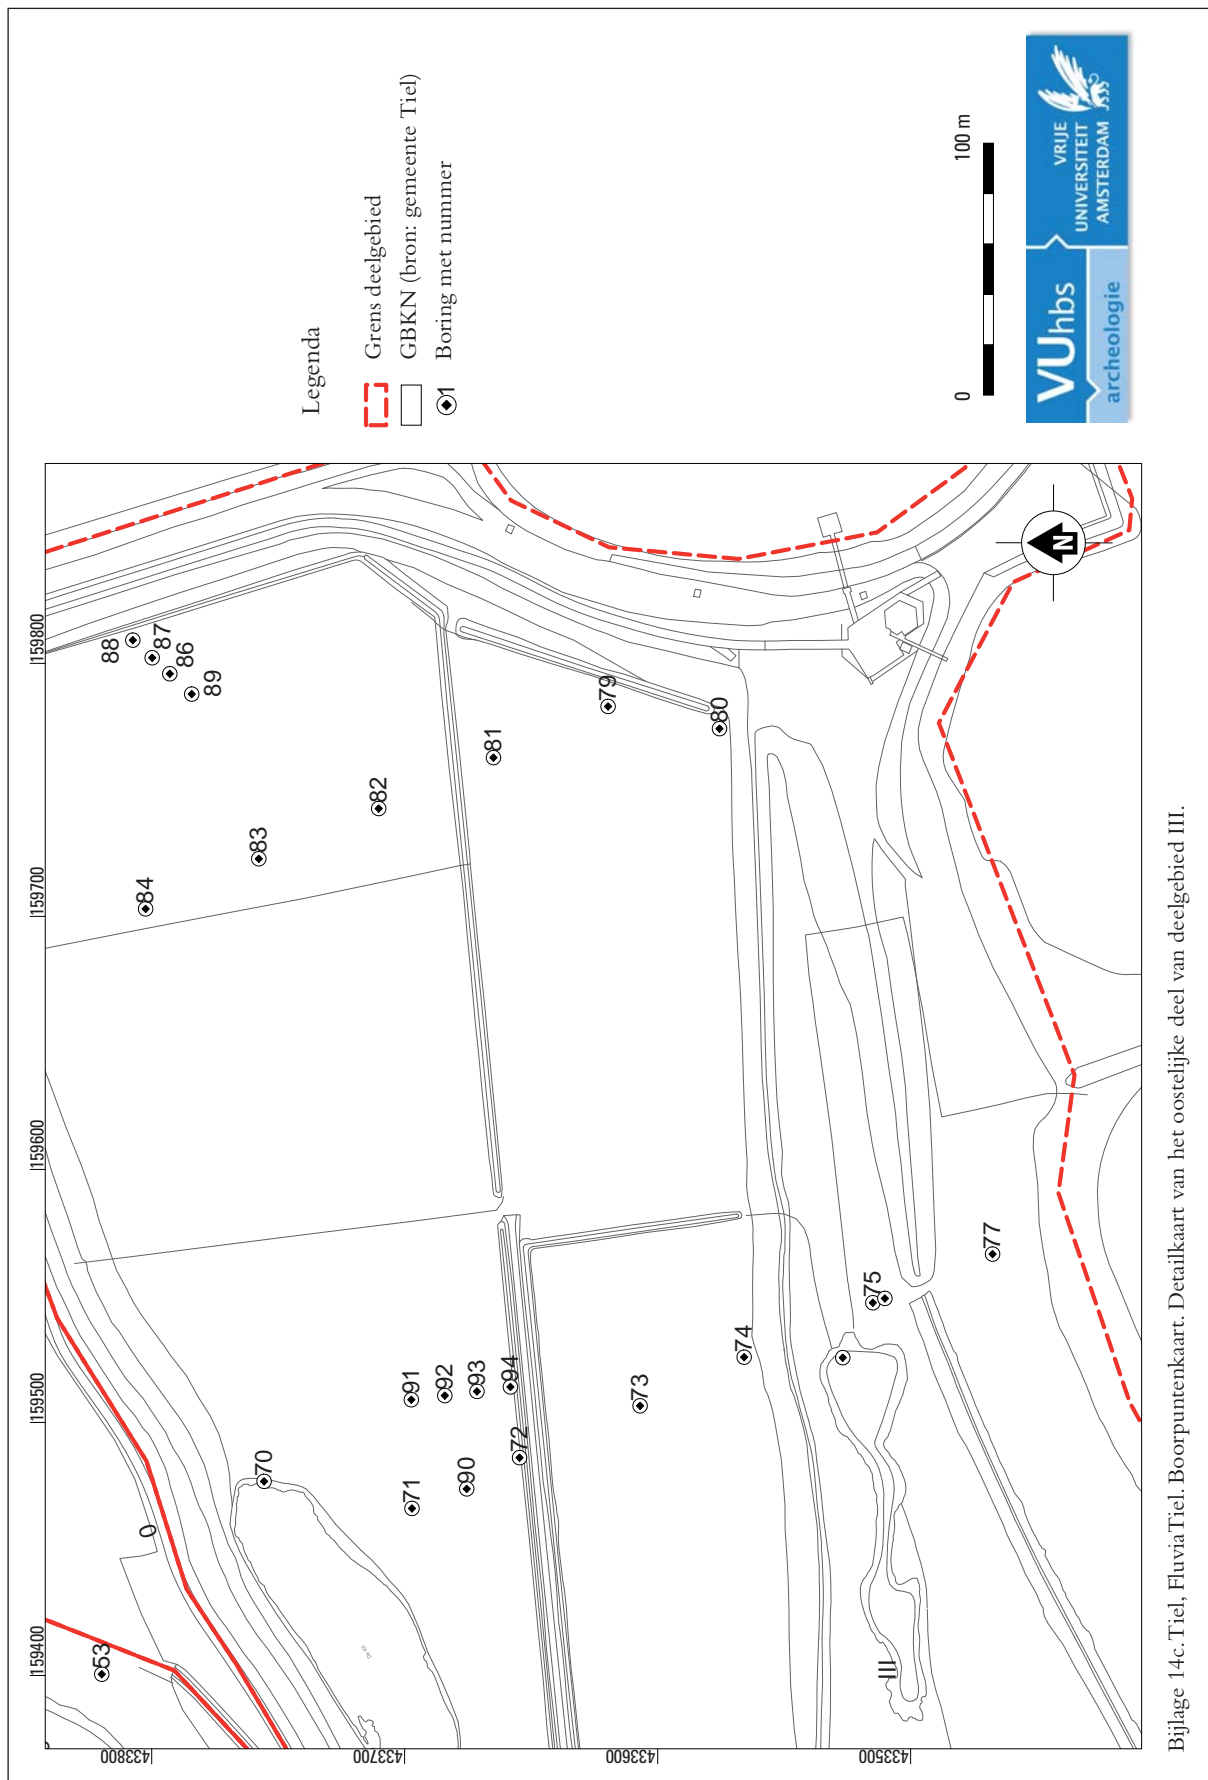 Legenda
Grens deelgebied
GBKN (bron: gemeente Tiel)
1 Boring met nummer
0 100 m
VUhbs
archeologie
VRIJE
UNIVERSITEIT
AMSTERDAM
N
159400 159500 159600 159700 159800
433800
433700
433600
433500
88
87
86
89
84
83
82
81
79
80
70
71
90
91
92
93
94
72
73
74
75
77
53
0
III
Bijlage 14c. Tiel, FluviaTiel. Boorpuntenkaart. Detailkaart van het oostelijke deel van deelgebied III.